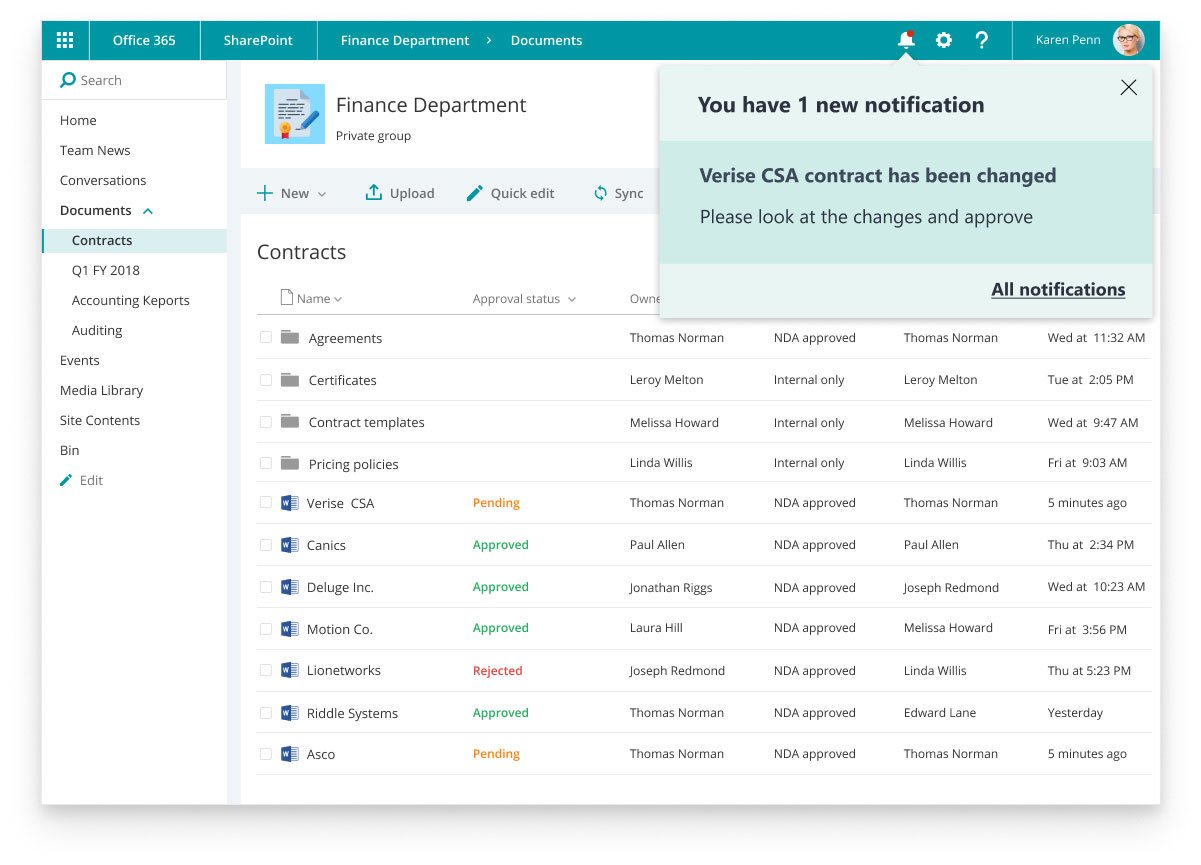 Office 365 SharePoint Finance Department > Documents Karen Penn
Search
Home
Team News
Conversations
Documents
Contracts
Q1 FY 2018
Accounting Keports
Auditing
Events
Media Library
Site Contents
Bin
Edit
Finance Department
Private group
New Upload Quick edit Sync
You have 1 new notification
Verise CSA contract has been changed
Please look at the changes and approve
All notifications
Contracts
Name Approval status Owne
Agreements Thomas Norman NDA approved Thomas Norman Wed at 11:32 AM
Certificates Leroy Melton Internal only Leroy Melton Tue at 2:05 PM
Contract templates Melissa Howard Internal only Melissa Howard Wed at 9:47 AM
Pricing policies Linda Willis Internal only Linda Willis Fri at 9:03 AM
Verise CSA Pending Thomas Norman NDA approved Thomas Norman 5 minutes ago
Canics Approved Paul Allen NDA approved Paul Allen Thu at 2:34 PM
Deluge Inc. Approved Jonathan Riggs NDA approved Joseph Redmond Wed at 10:23 AM
Motion Co. Approved Laura Hill NDA approved Melissa Howard Fri at 3:56 PM
Lionetworks Rejected Joseph Redmond NDA approved Linda Willis Thu at 5:23 PM
Riddle Systems Approved Thomas Norman NDA approved Edward Lane Yesterday
Asco Pending Thomas Norman NDA approved Thomas Norman 5 minutes ago